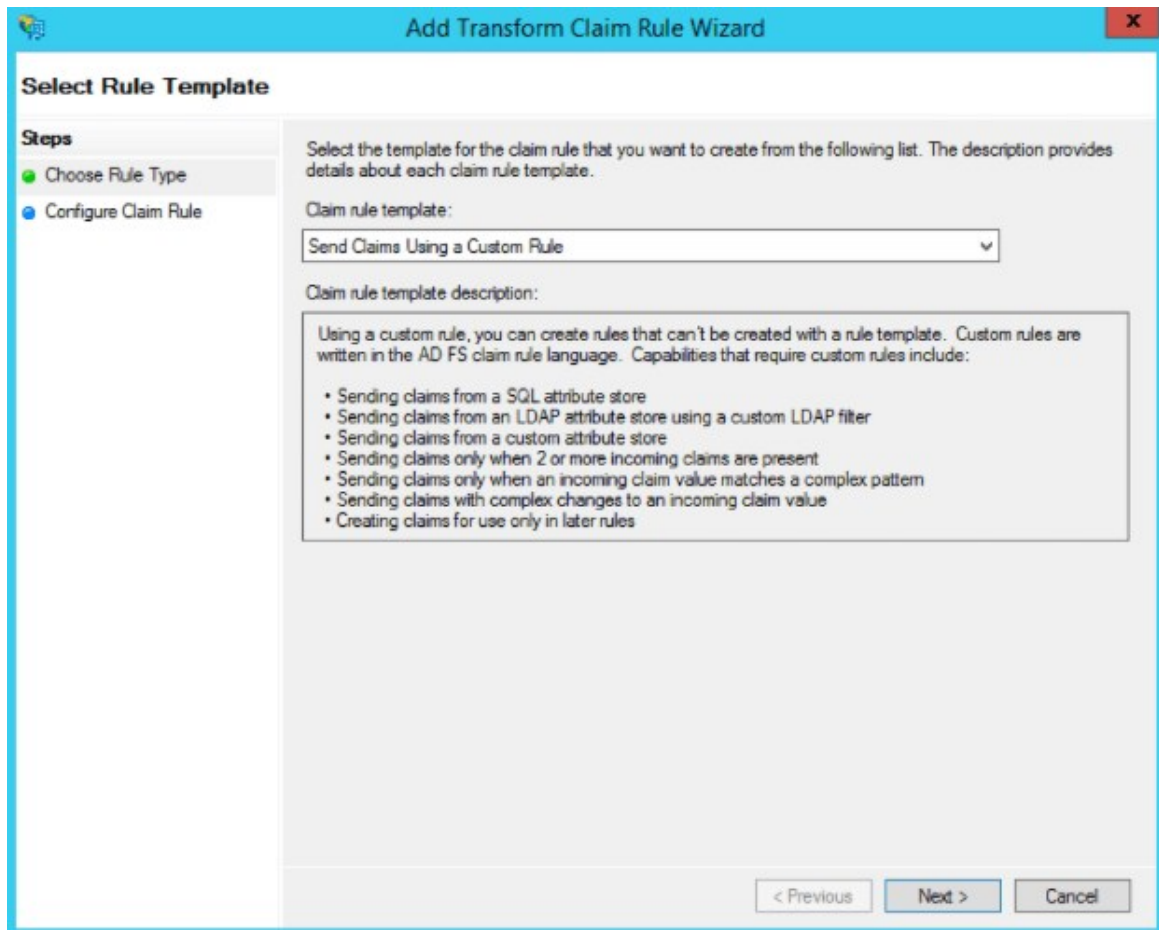 Add Transform Claim Rule Wizard
x
Select Rule Template
Steps
Choose Rule Type
Configure Claim Rule
Select the template for the claim rule that you want to create from the following list. The description provides
details about each claim rule template.
Claim rule template:
Send Claims Using a Custom Rule
Claim rule template description:
Using a custom rule, you can create rules that can't be created with a rule template. Custom rules are
written in the AD FS claim rule language. Capabilities that require custom rules include:
• Sending claims from a SQL attribute store
• Sending claims from an LDAP attribute store using a custom LDAP filter
• Sending claims from a custom attribute store
• Sending claims only when 2 or more incoming claims are present
• Sending claims only when an incoming claim value matches a complex pattern
• Sending claims with complex changes to an incoming claim value
• Creating claims for use only in later rules
< Previous
Next >
Cancel